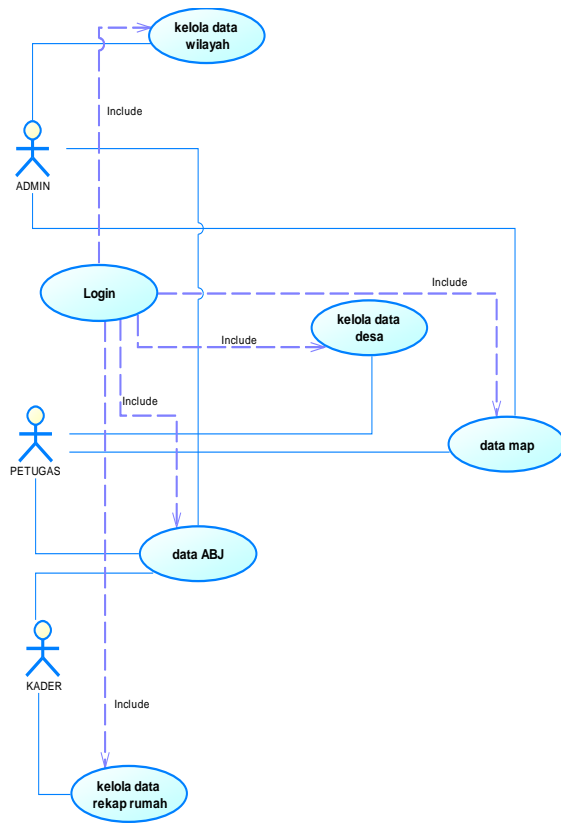 kelola data
wilayah
Include
ADMIN
Login
Include
kelola data
desa
Include
Include
PETUGAS
data map
data ABJ
KADER
Include
kelola data
rekap rumah